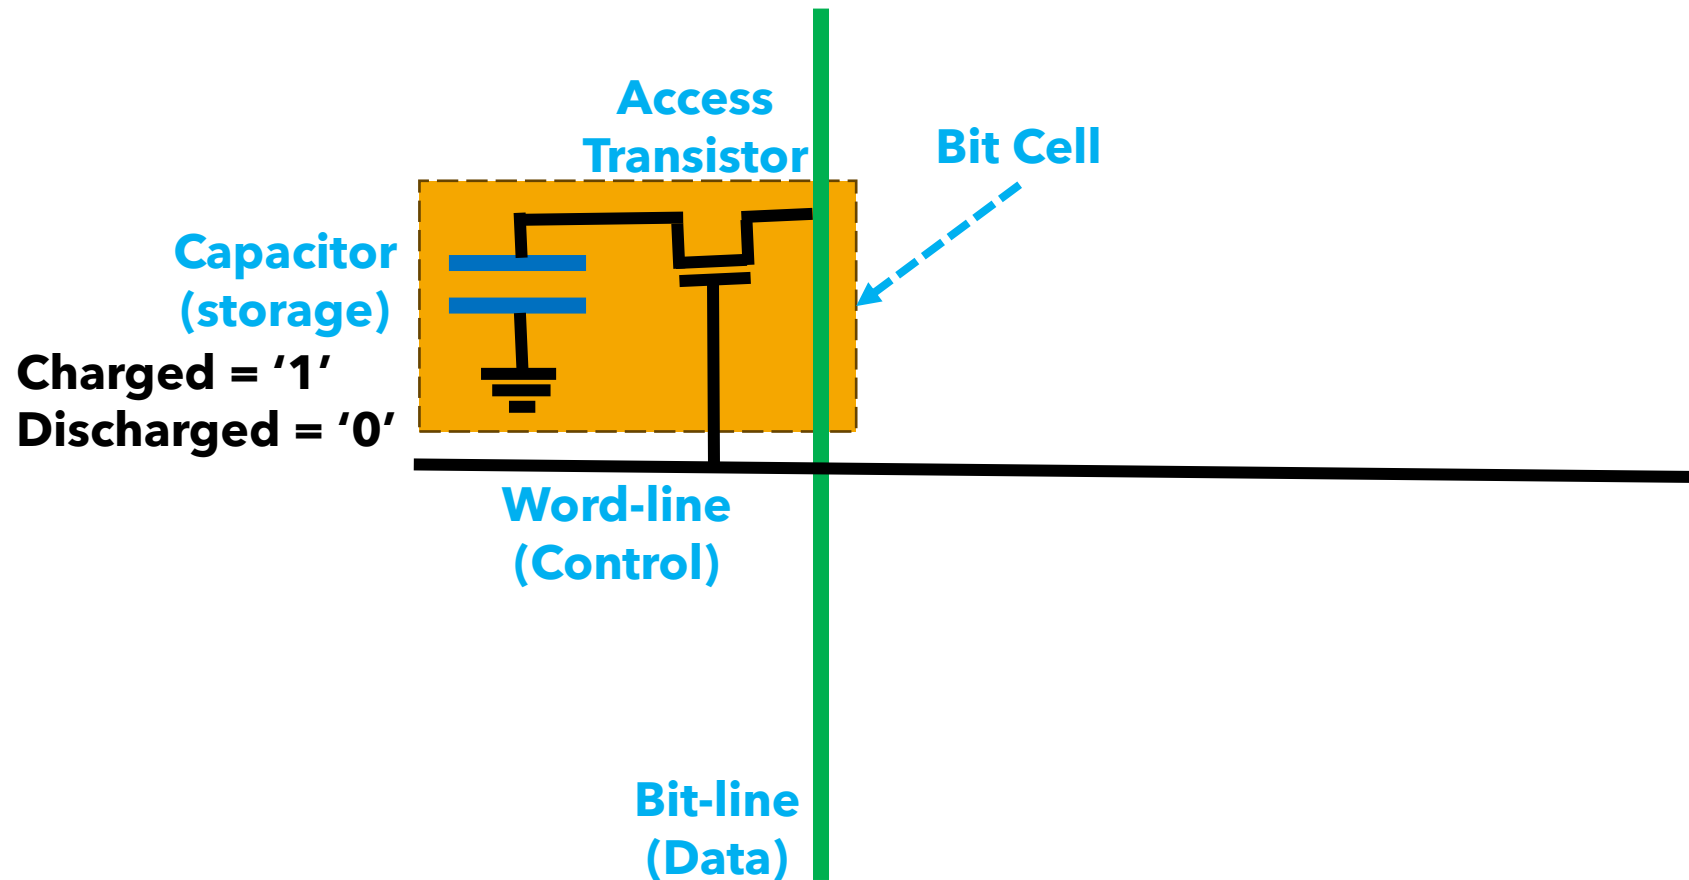 Access
Transistor
Bit Cell
Capacitor
(storage)
Charged = ‘1’
Discharged = ‘0’
Word-line
(Control)
Bit-line
(Data)